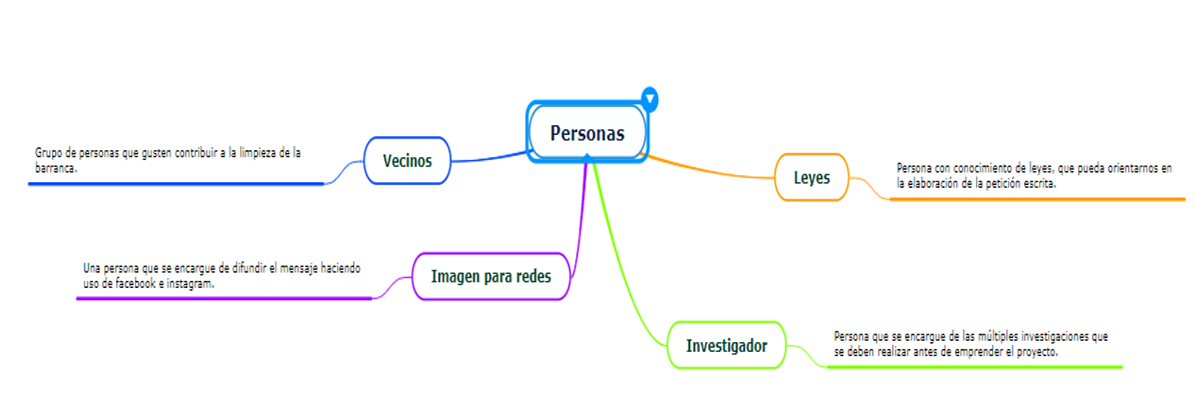 Personas
Vecinos
Grupo de personas que gusten contribuir a la limpieza de la
barranca.
Leyes
Persona con conocimiento de leyes, que pueda orientarnos en
la elaboración de la petición escrita.
Imagen para redes
Una persona que se encargue de difundir el mensaje haciendo
uso de facebook e instagram.
Investigador
Persona que se encargue de las múltiples investigaciones que
se deben realizar antes de emprender el proyecto.